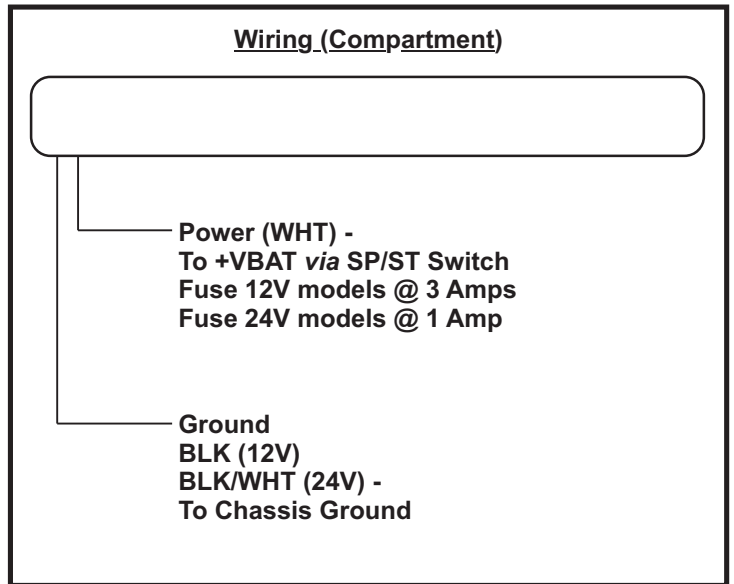 Wiring (Compartment)
Power (WHT) -
To +VBAT via SP/ST Switch
Fuse 12V models @ 3 Amps
Fuse 24V models @ 1 Amp
Ground
BLK (12V)
BLK/WHT (24V) -
To Chassis Ground